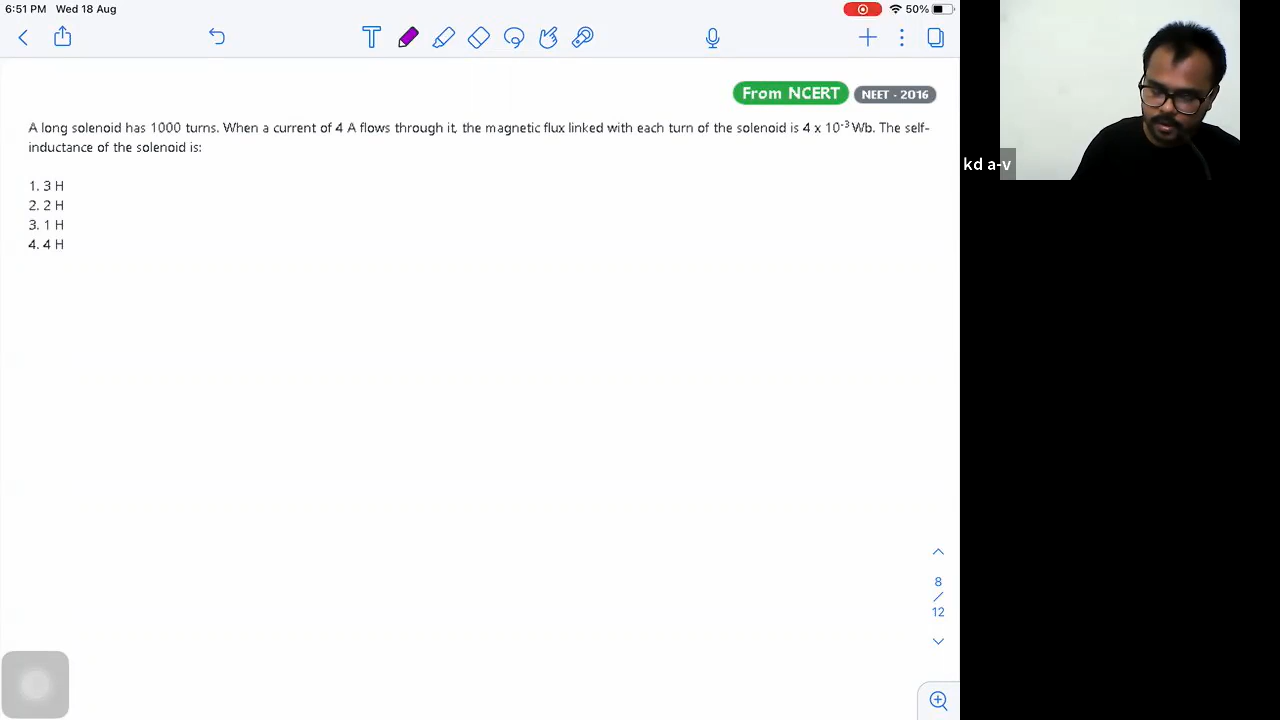 6:51 PM Wed 18 Aug
50%
T
From NCERT NEET - 2016
A long solenoid has 1000 turns. When a current of 4 A flows through it, the magnetic flux linked with each turn of the solenoid is 4 x 10⁻³ Wb. The self-
inductance of the solenoid is:
1. 3 H
2. 2 H
3. 1 H
4. 4 H
kd a-v
8
/
12